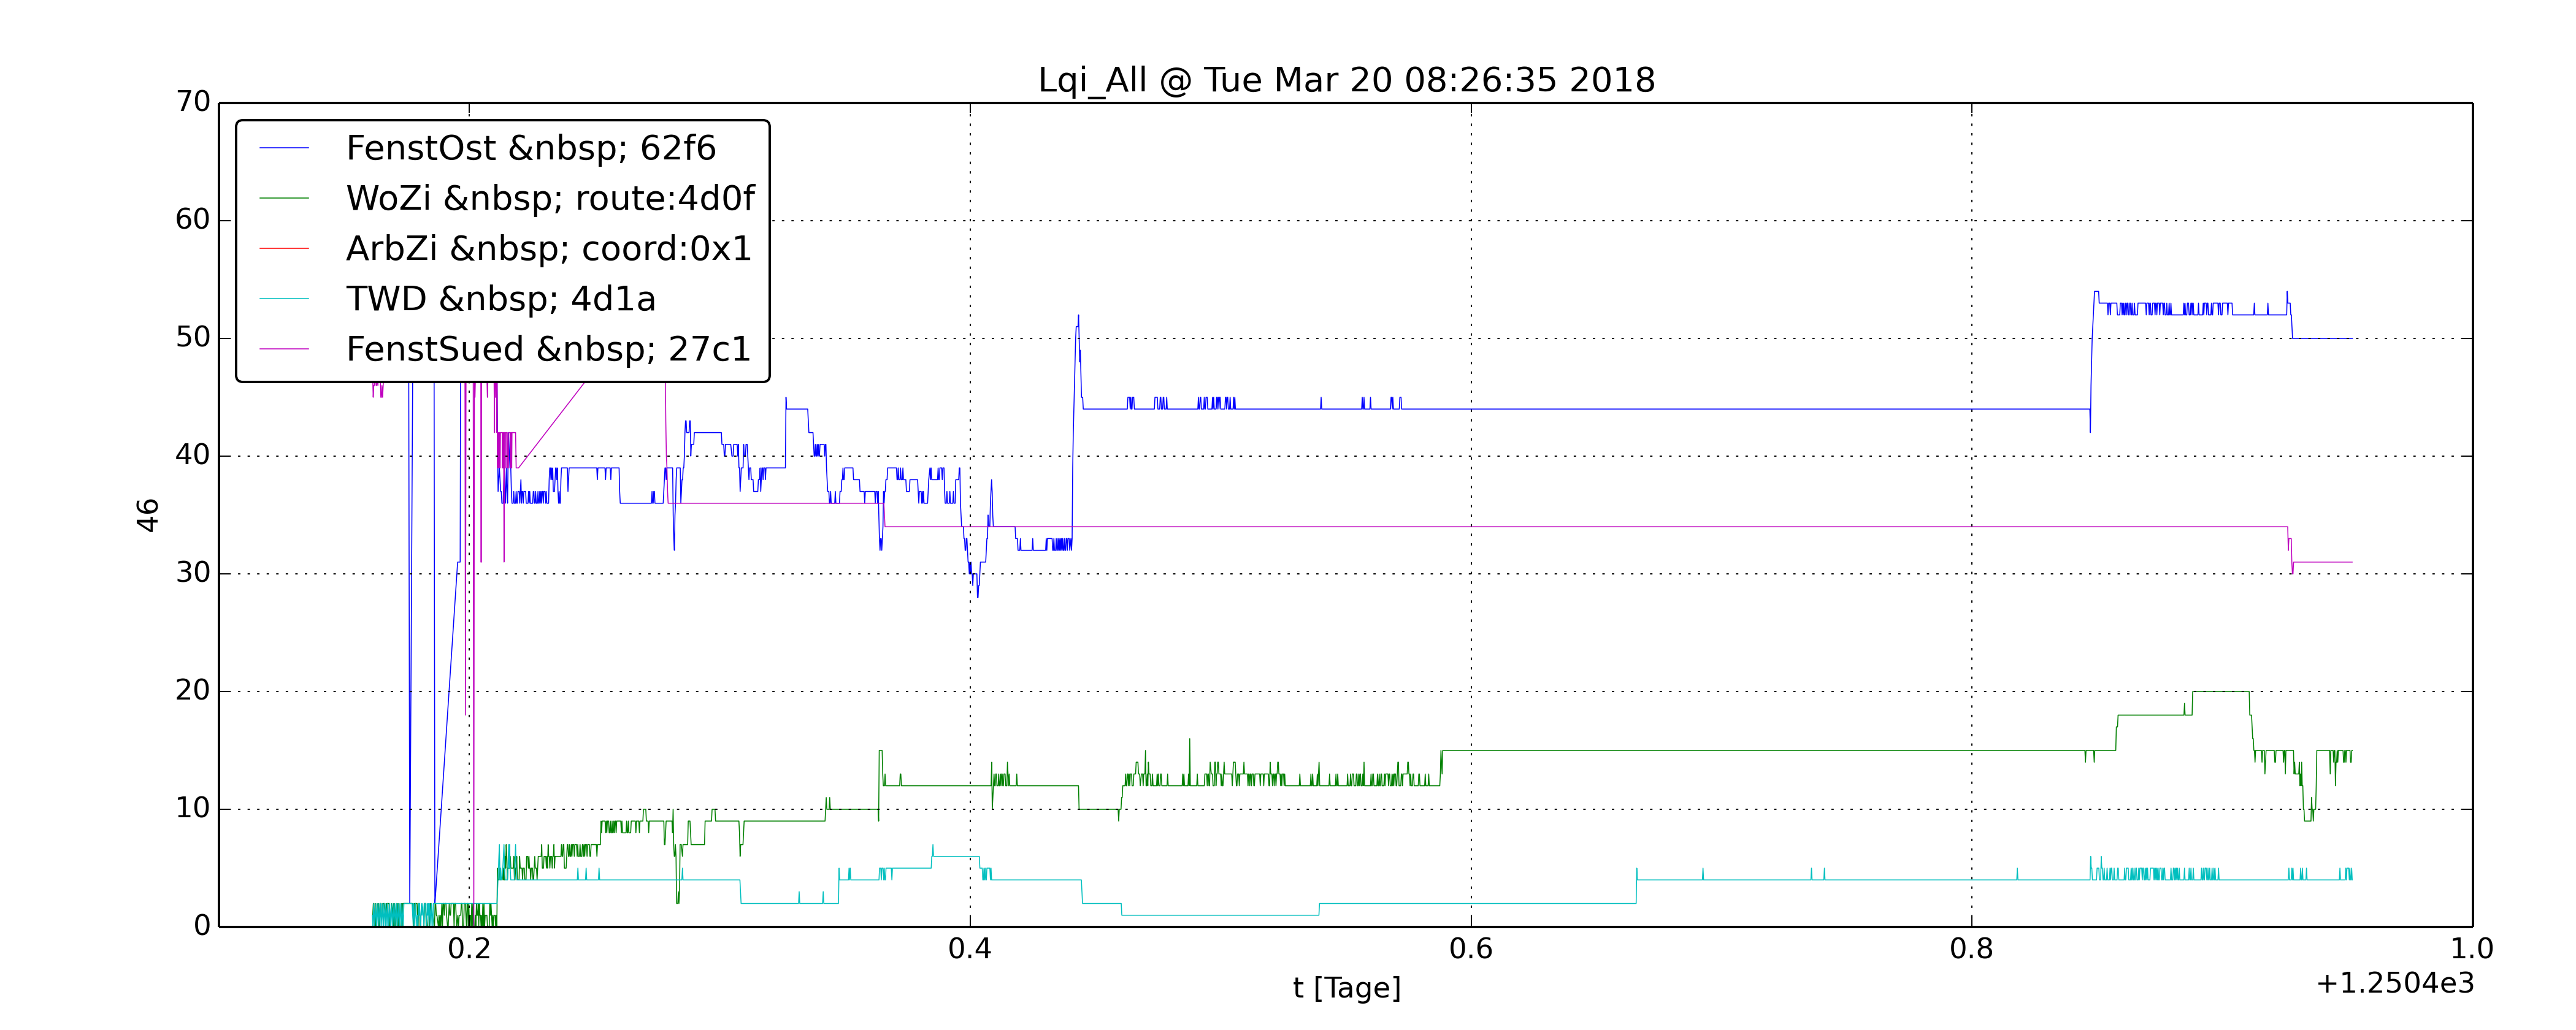 Lqi_All @ Tue Mar 20 08:26:35 2018
70
60
50
40
30
20
10
0
46
FenstOst &nbsp; 62f6
WoZi &nbsp; route:4d0f
ArbZi &nbsp; coord:0x1
TWD &nbsp; 4d1a
FenstSued &nbsp; 27c1
0.2 0.4 0.6 0.8 1.0
t [Tage]
+1.2504e3